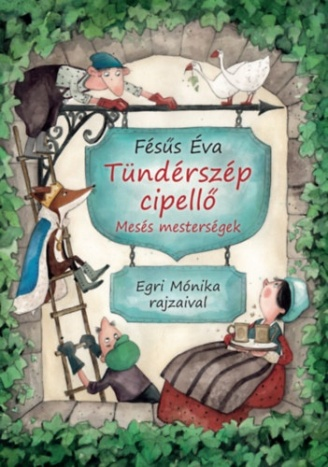 Fésűs Éva
Tündérszép
cipellő
Mesés mesterségek
Egri Mónika
rajzaival